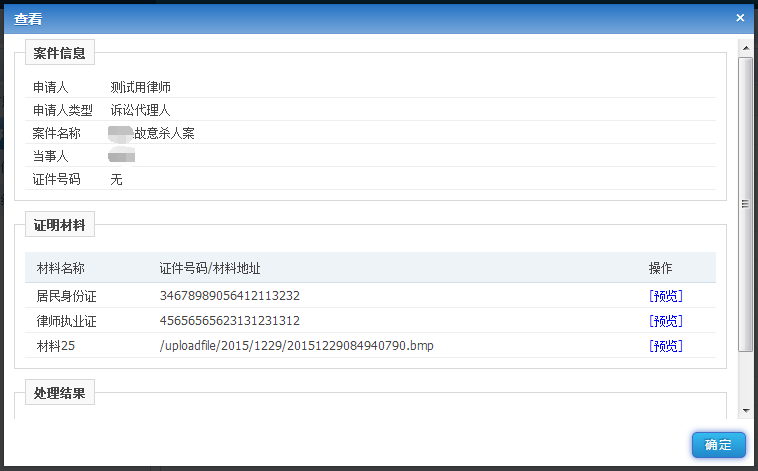 查看
案件信息
申请人 测试用律师
申请人类型 诉讼代理人
案件名称 故意杀人案
当事人
证件号码 无
证明材料
材料名称 证件号码/材料地址 操作
居民身份证 34678989056412113232 [预览]
律师执业证 45656565623131231312 [预览]
材料25 /uploadfile/2015/1229/20151229084940790.bmp [预览]
处理结果
确定